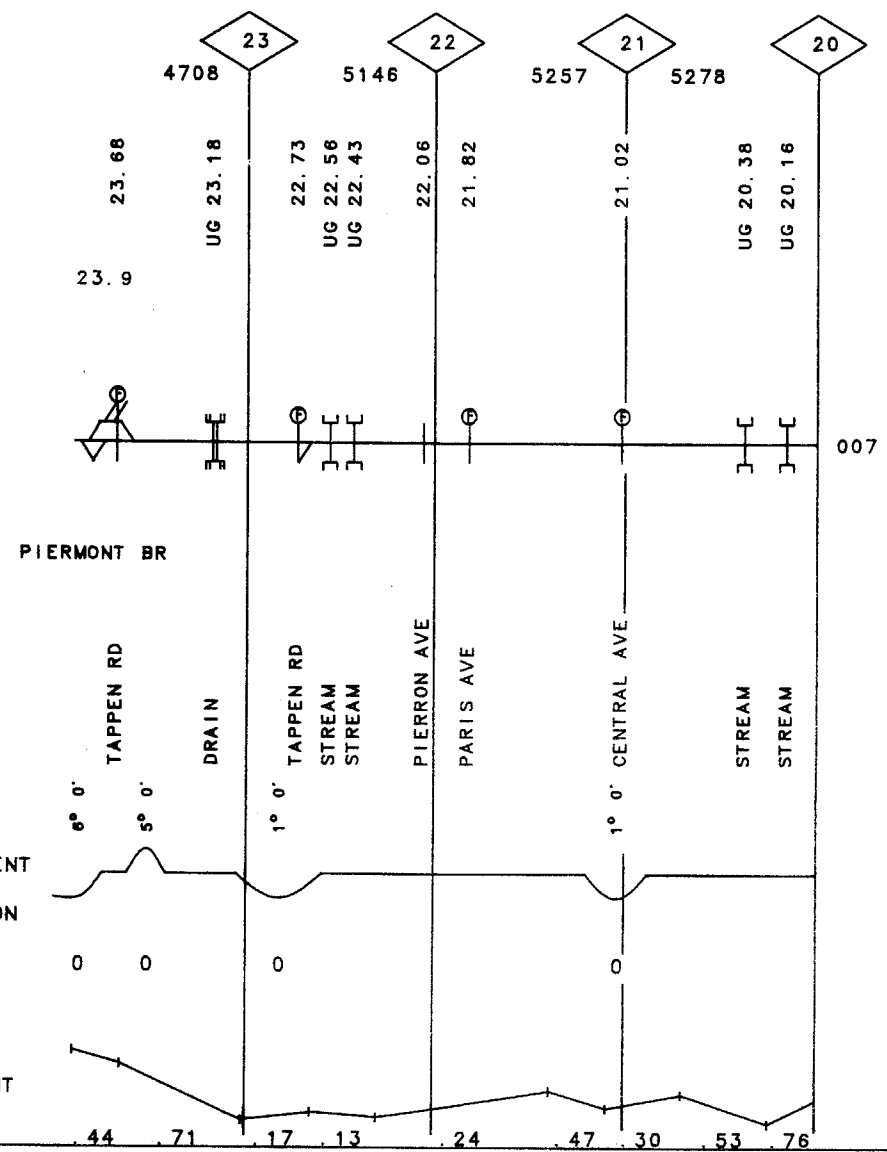 23
22
21
20
4708
5146
5257
5278
23.68
UG 23.18
22.73
UG 22.56
UG 22.43
22.06
21.82
21.02
UG 20.38
UG 20.16
23.9
F
F
F
F
007
PIERMONT BR
TAPPEN RD
DRAIN
TAPPEN RD
STREAM
STREAM
PIERRON AVE
PARIS AVE
CENTRAL AVE
STREAM
STREAM
6° 0'
5° 0'
1° 0'
1° 0'
ENT
ON
0
0
0
0
T
.44 .71 .17 .13 .24 .47 .30 .53 .76